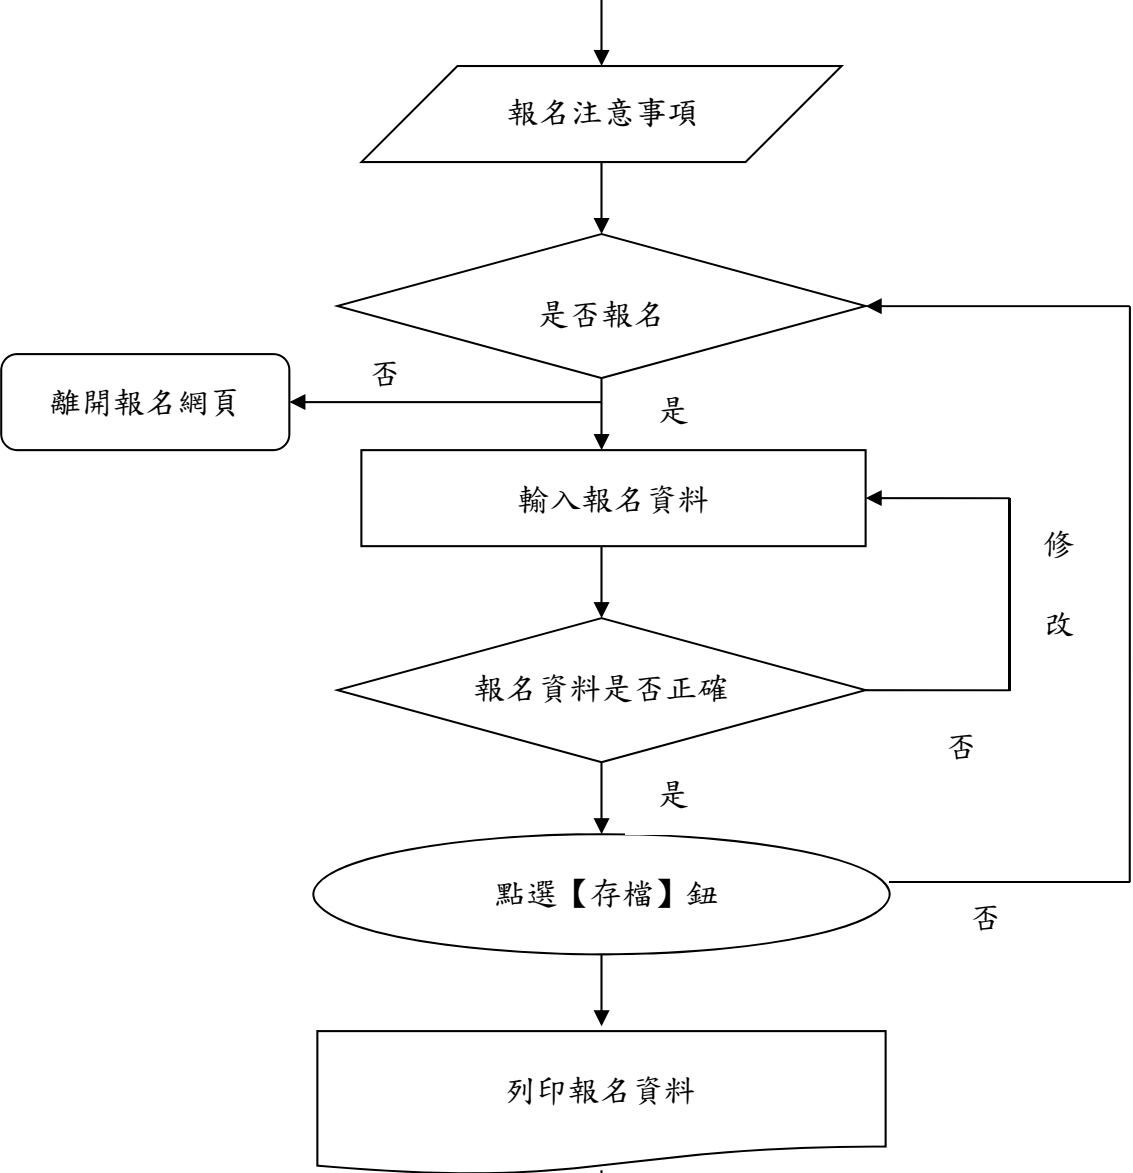 報名注意事項
是否報名
否
離開報名網頁
是
輸入報名資料
修
改
報名資料是否正確
否
是
點選【存檔】鈕
否
列印報名資料